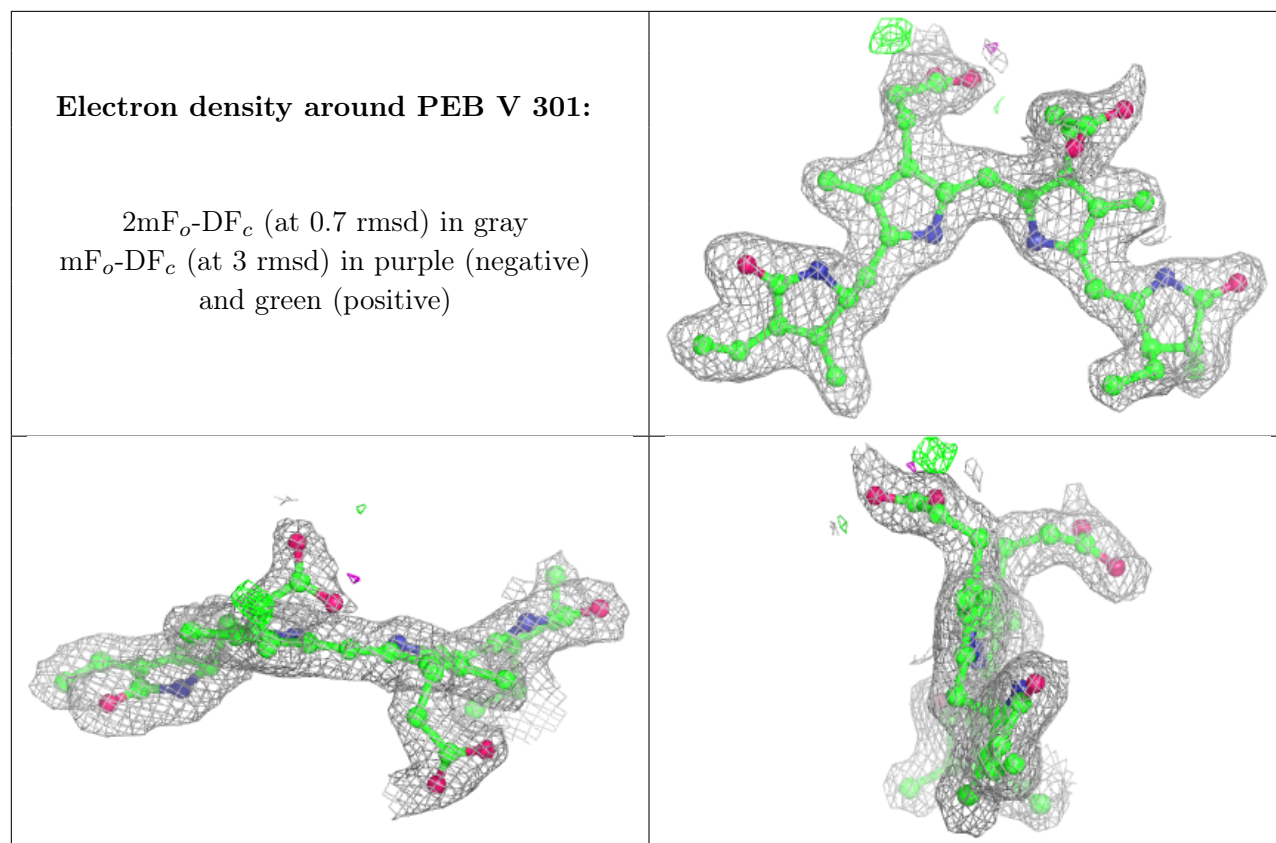 Electron density around PEB V 301:
2mFₒ-DF𝒸 (at 0.7 rmsd) in gray
mFₒ-DF𝒸 (at 3 rmsd) in purple (negative)
and green (positive)